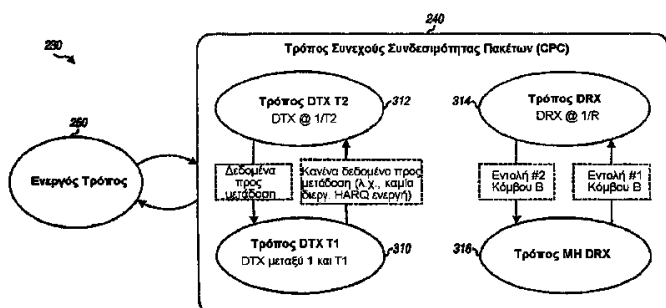 240
230
Τρόπος Συνεχούς Συνδεσιμότητας Πακέτων (CPC)
260
Ενεργός Τρόπος
Τρόπος DTX T2
DTX @ 1/T2
312
Δεδομένα
προς
μετάδοση
Κανένα δεδομένο προς
μετάδοση (λ.χ., καμία
διεργ. HARQ ενεργή)
Τρόπος DTX T1
DTX μεταξύ 1 και T1
310
314
Τρόπος DRX
DRX @ 1/R
Εντολή #2
Κόμβου Β
Εντολή #1
Κόμβου Β
316
Τρόπος ΜΗ DRX